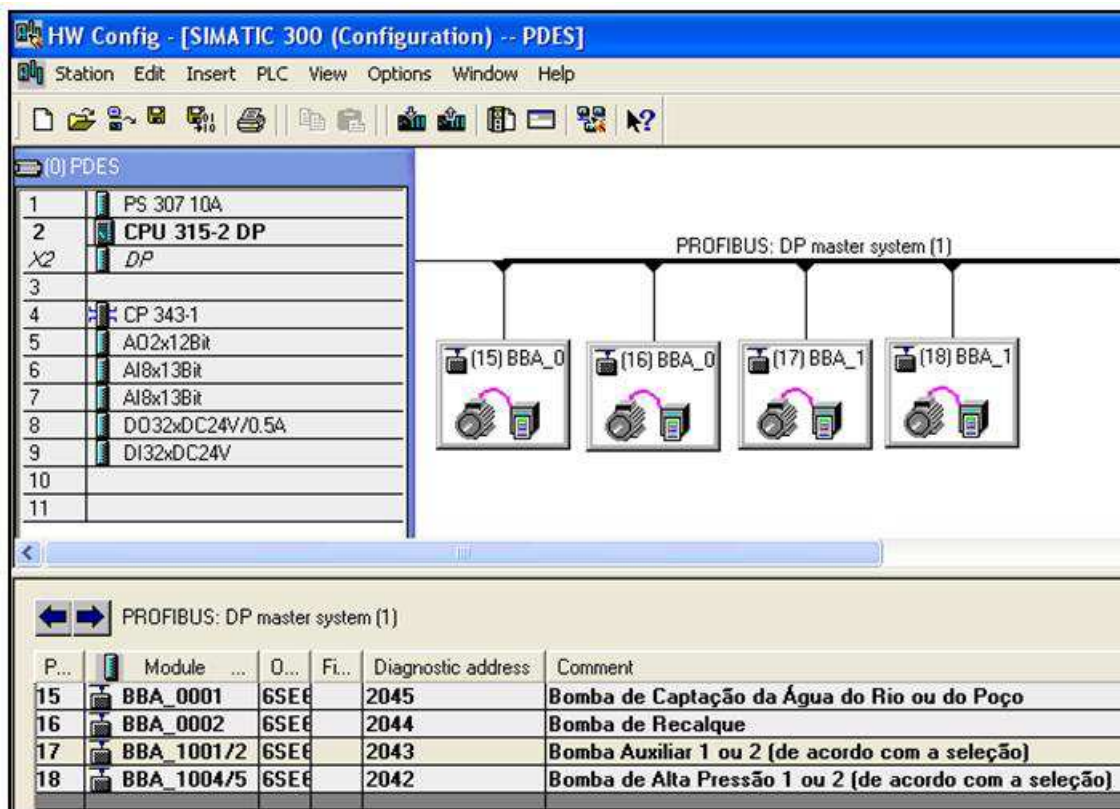 HW Config - [SIMATIC 300 (Configuration) -- PDES]
Station Edit Insert PLC View Options Window Help
(0) PDES
1 PS 307 10A
2 CPU 315-2 DP
X2 DP
3
4 CP 343-1
5 AO2x12Bit
6 AI8x13Bit
7 AI8x13Bit
8 DO32xDC24V/0.5A
9 DI32xDC24V
10
11
PROFIBUS: DP master system (1)
(15) BBA_0 (16) BBA_0 (17) BBA_1 (18) BBA_1
PROFIBUS: DP master system (1)
P... Module ... O... Fi... Diagnostic address Comment
15 BBA_0001 6SE6 2045 Bomba de Captação da Água do Rio ou do Poço
16 BBA_0002 6SE6 2044 Bomba de Recalque
17 BBA_1001/2 6SE6 2043 Bomba Auxiliar 1 ou 2 (de acordo com a seleção)
18 BBA_1004/5 6SE6 2042 Bomba de Alta Pressão 1 ou 2 (de acordo com a seleção)